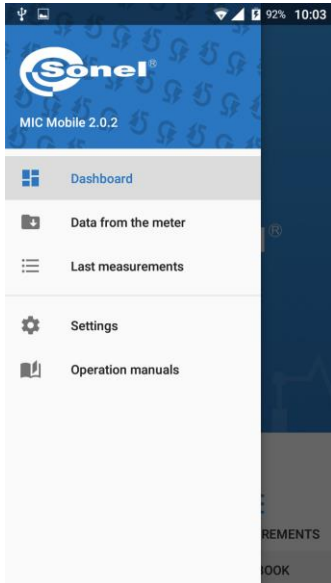 92% 10:03
Sonel®
MIC Mobile 2.0.2
Dashboard
Data from the meter
®
Last measurements
Settings
Operation manuals
REMENTS
OOK